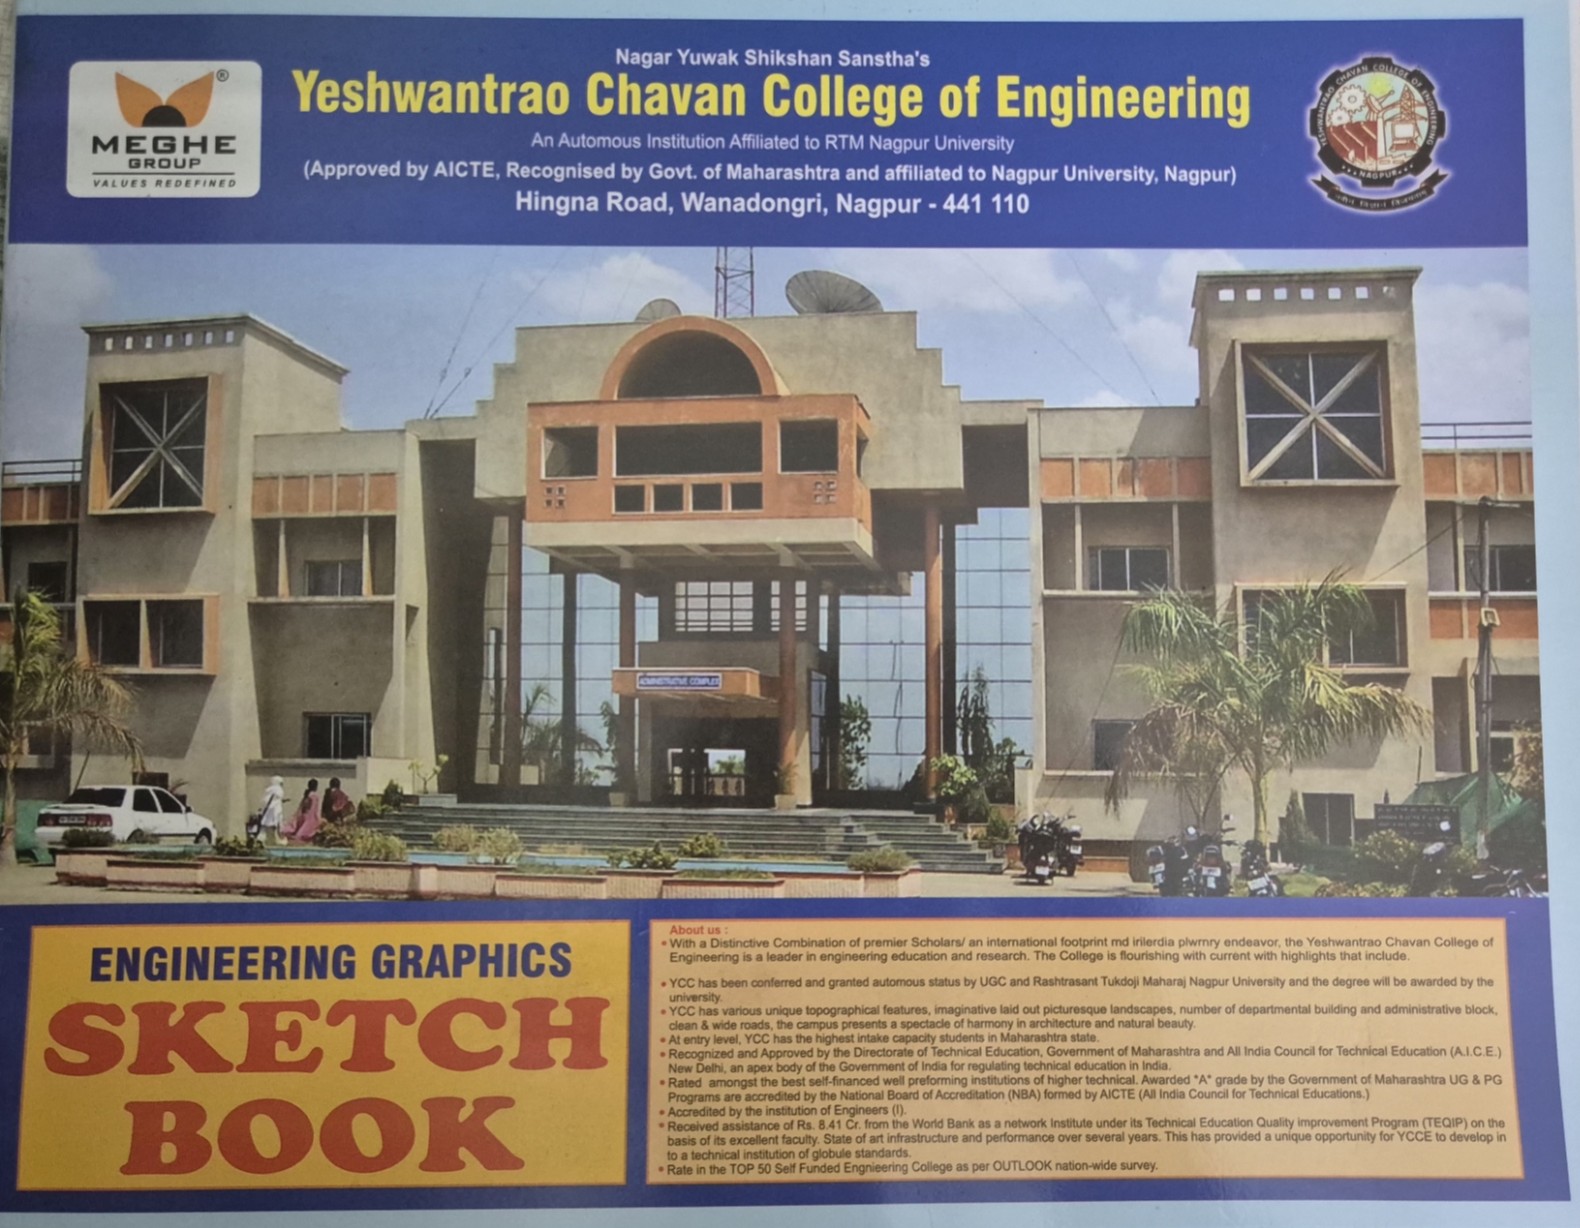 MEGHE
GROUP
VALUES REDEFINED
®
Nagar Yuwak Shikshan Sanstha's
Yeshwantrao Chavan College of Engineering
An Automous Institution Affiliated to RTM Nagpur University
(Approved by AICTE, Recognised by Govt. of Maharashtra and affiliated to Nagpur University, Nagpur)
Hingna Road, Wanadongri, Nagpur - 441 110
YESHWANTRAO CHAVAN COLLEGE OF ENGINEERING
NAGPUR
ADMINISTRATIVE COMPLEX
ENGINEERING GRAPHICS
SKETCH
BOOK
About us :
• With a Distinctive Combination of premier Scholars/ an international footprint md irilerdia plwrnry endeavor, the Yeshwantrao Chavan College of
Engineering is a leader in engineering education and research. The College is flourishing with current with highlights that include.
• YCC has been conferred and granted automous status by UGC and Rashtrasant Tukdoji Maharaj Nagpur University and the degree will be awarded by the
university.
• YCC has various unique topographical features, imaginative laid out picturesque landscapes, number of departmental building and administrative block,
clean & wide roads, the campus presents a spectacle of harmony in architecture and natural beauty.
• At entry level, YCC has the highest intake capacity students in Maharashtra state.
• Recognized and Approved by the Directorate of Technical Education, Government of Maharashtra and All India Council for Technical Education (A.I.C.E.)
New Delhi, an apex body of the Government of India for regulating technical education in India.
• Rated amongst the best self-financed well preforming institutions of higher technical. Awarded "A" grade by the Government of Maharashtra UG & PG
Programs are accredited by the National Board of Accreditation (NBA) formed by AICTE (All India Council for Technical Educations.)
• Accredited by the institution of Engineers (I).
• Received assistance of Rs. 8.41 Cr. from the World Bank as a network Institute under its Technical Education Quality improvement Program (TEQIP) on the
basis of its excellent faculty. State of art infrastructure and performance over several years. This has provided a unique opportunity for YCCE to develop in
to a technical institution of globule standards.
• Rate in the TOP 50 Self Funded Engnieering College as per OUTLOOK nation-wide survey.